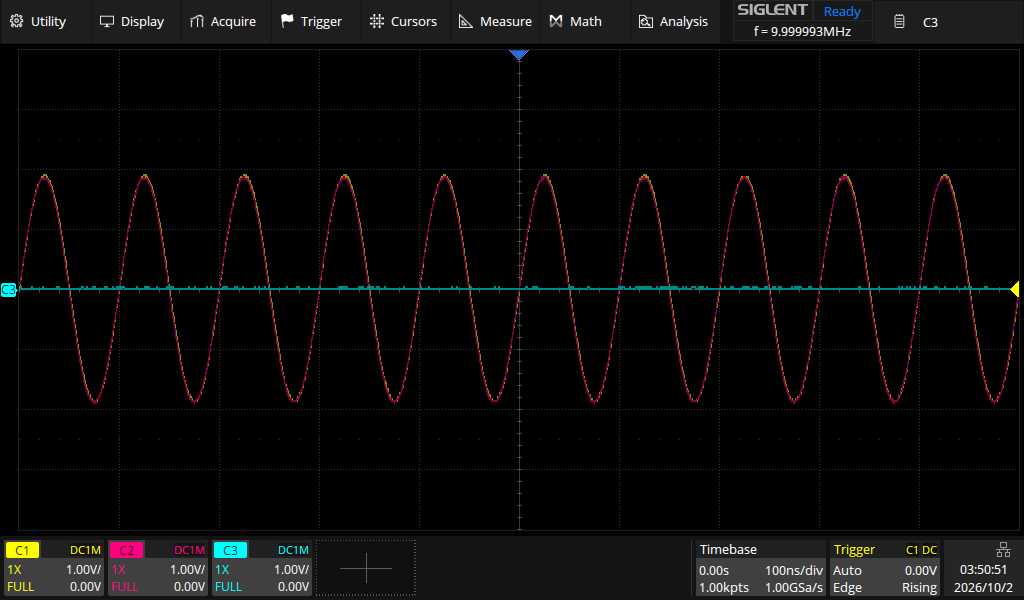 Utility
Display
Acquire
Trigger
Cursors
Measure
Math
Analysis
SIGLENT Ready
f = 9.999993MHz
C3
C3
C1 DC1M
1X 1.00V/
FULL 0.00V
C2 DC1M
1X 1.00V/
FULL 0.00V
C3 DC1M
1X 1.00V/
FULL 0.00V
Timebase
0.00s 100ns/div
1.00kpts 1.00GSa/s
Trigger C1 DC
Auto 0.00V
Edge Rising
03:50:51
2026/10/2